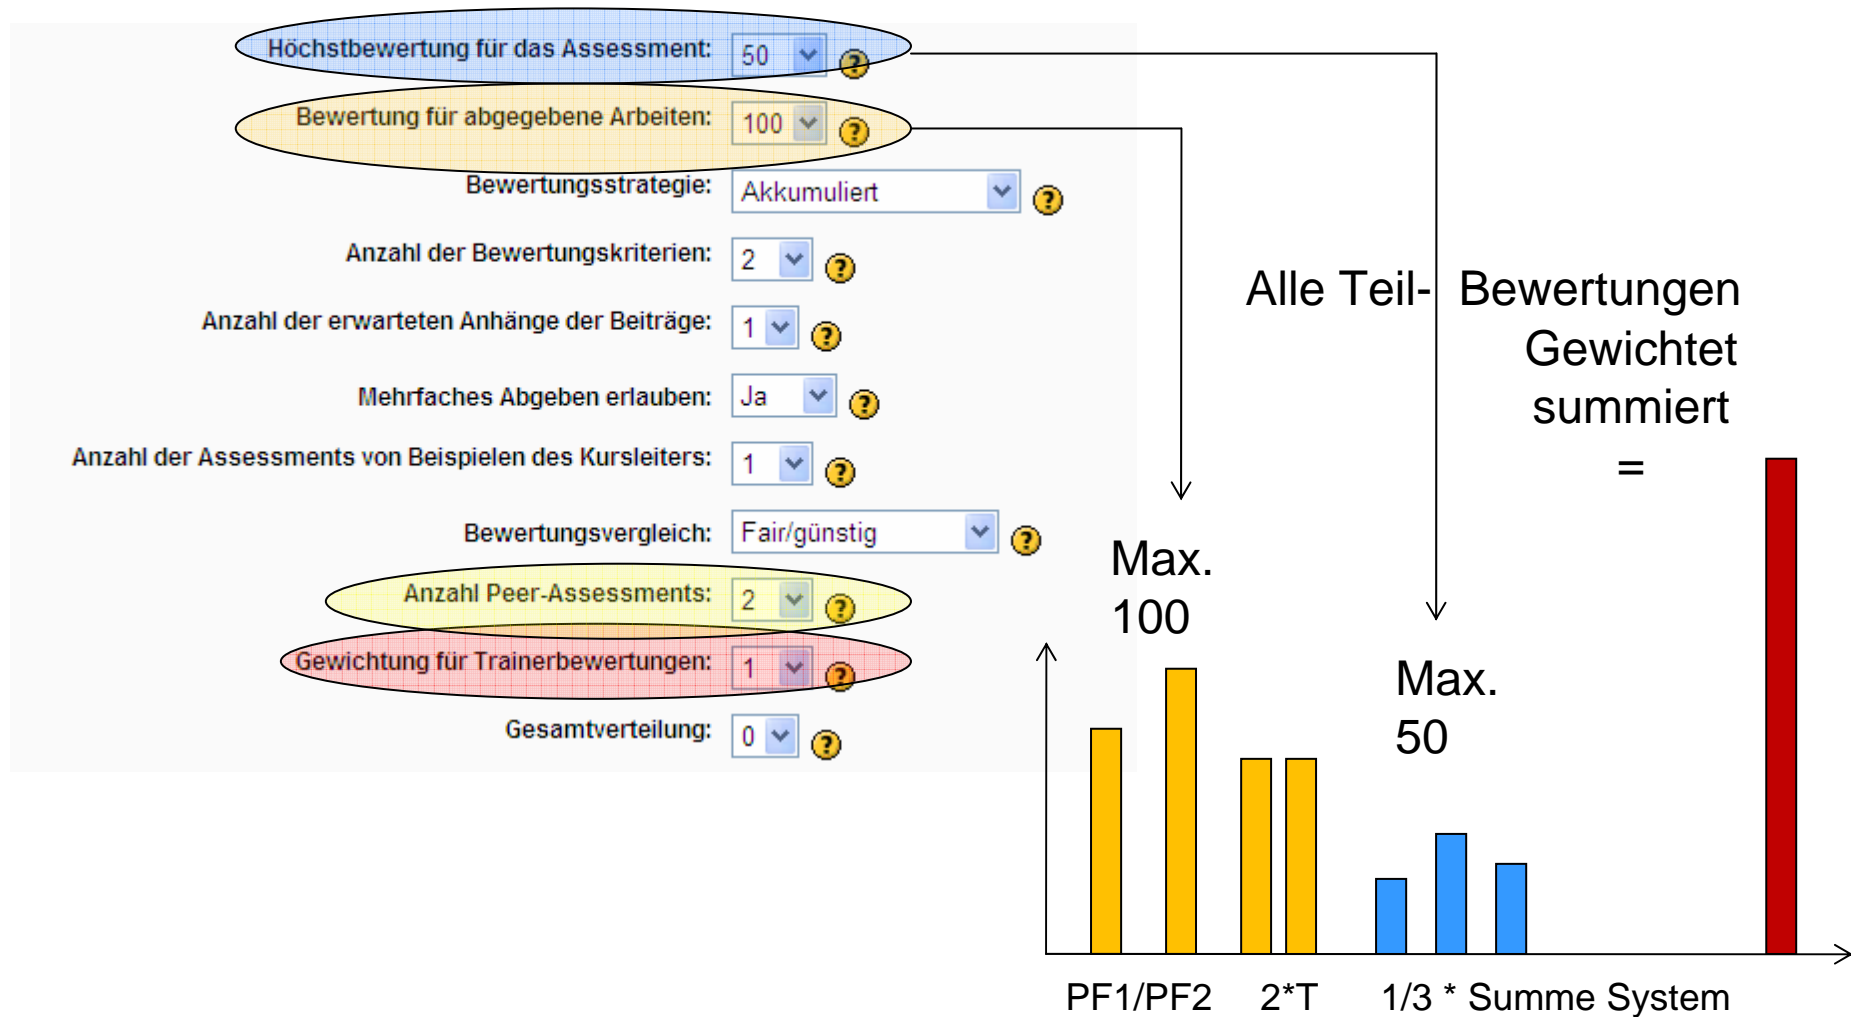 Höchstbewertung für das Assessment: 50 ?
Bewertung für abgegebene Arbeiten: 100 ?
Bewertungsstrategie: Akkumuliert ?
Anzahl der Bewertungskriterien: 2 ?
Anzahl der erwarteten Anhänge der Beiträge: 1 ?
Mehrfaches Abgeben erlauben: Ja ?
Anzahl der Assessments von Beispielen des Kursleiters: 1 ?
Bewertungsvergleich: Fair/günstig ?
Anzahl Peer-Assessments: 2 ?
Gewichtung für Trainerbewertungen: 1 ?
Gesamtverteilung: 0 ?
Alle Teil- Bewertungen
Gewichtet
summiert
=
Max.
100
Max.
50
PF1/PF2 2*T 1/3 * Summe System